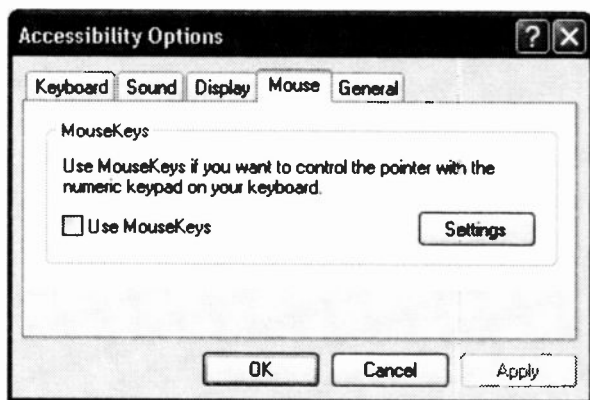 Accessibility Options
?
X
Keyboard Sound Display Mouse General
MouseKeys
Use MouseKeys if you want to control the pointer with the
numeric keypad on your keyboard.
Use MouseKeys Settings
OK Cancel Apply